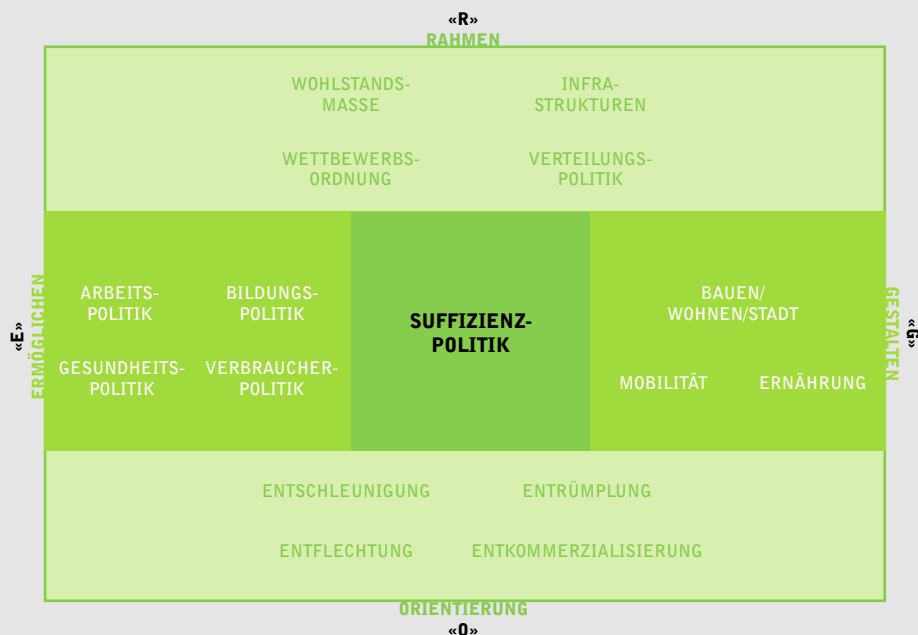 «R»
RAHMEN
WOHLSTANDS-
MASSE
INFRA-
STRUKTUREN
WETTBEWERBS-
ORDNUNG
VERTEILUNGS-
POLITIK
«E»
ERMÖGLICHEN
ARBEITS-
POLITIK
BILDUNGS-
POLITIK
GESUNDHEITS-
POLITIK
VERBRAUCHER-
POLITIK
SUFFIZIENZ-
POLITIK
BAUEN/
WOHNEN/STADT
MOBILITÄT
ERNÄHRUNG
GESTALTEN
«G»
ENTSCHLEUNIGUNG
ENTRÜMPLUNG
ENTFLECHTUNG
ENTKOMMERZIALISIERUNG
ORIENTIERUNG
«O»